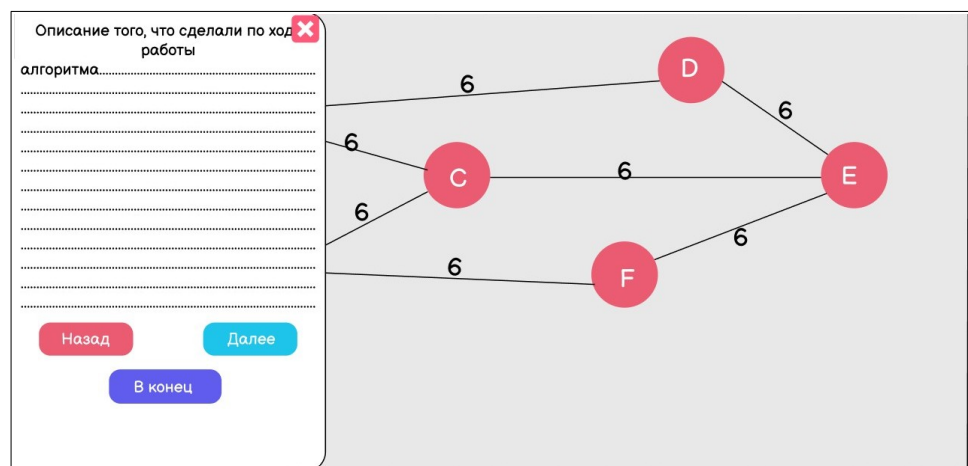 Описание того, что сделали по ход
работы
алгоритма
6
D
6
6
C
6
E
6
6
6
F
Назад
Далее
В конец